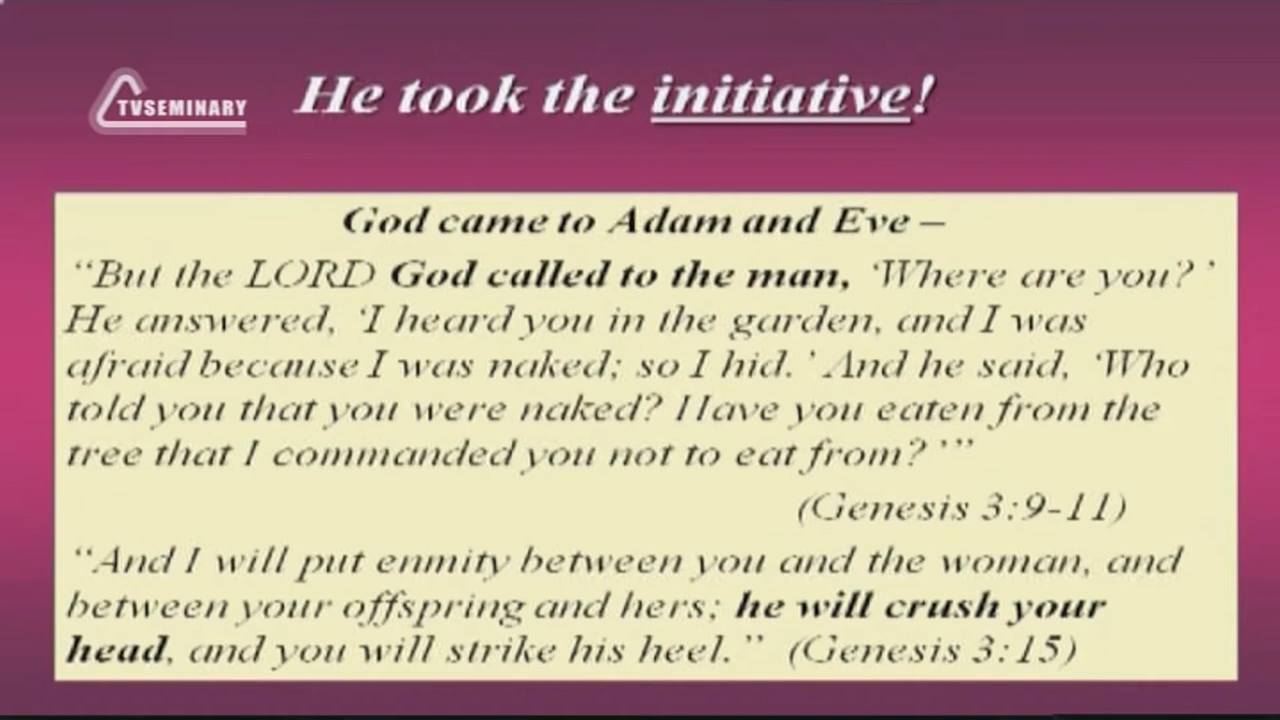 TVSEMINARY
He took the initiative!
God came to Adam and Eve –
“But the LORD God called to the man, ‘Where are you?’
He answered, ‘I heard you in the garden, and I was
afraid because I was naked; so I hid.’ And he said, ‘Who
told you that you were naked? Have you eaten from the
tree that I commanded you not to eat from?’”
(Genesis 3:9-11)
“And I will put enmity between you and the woman, and
between your offspring and hers; he will crush your
head, and you will strike his heel.” (Genesis 3:15)